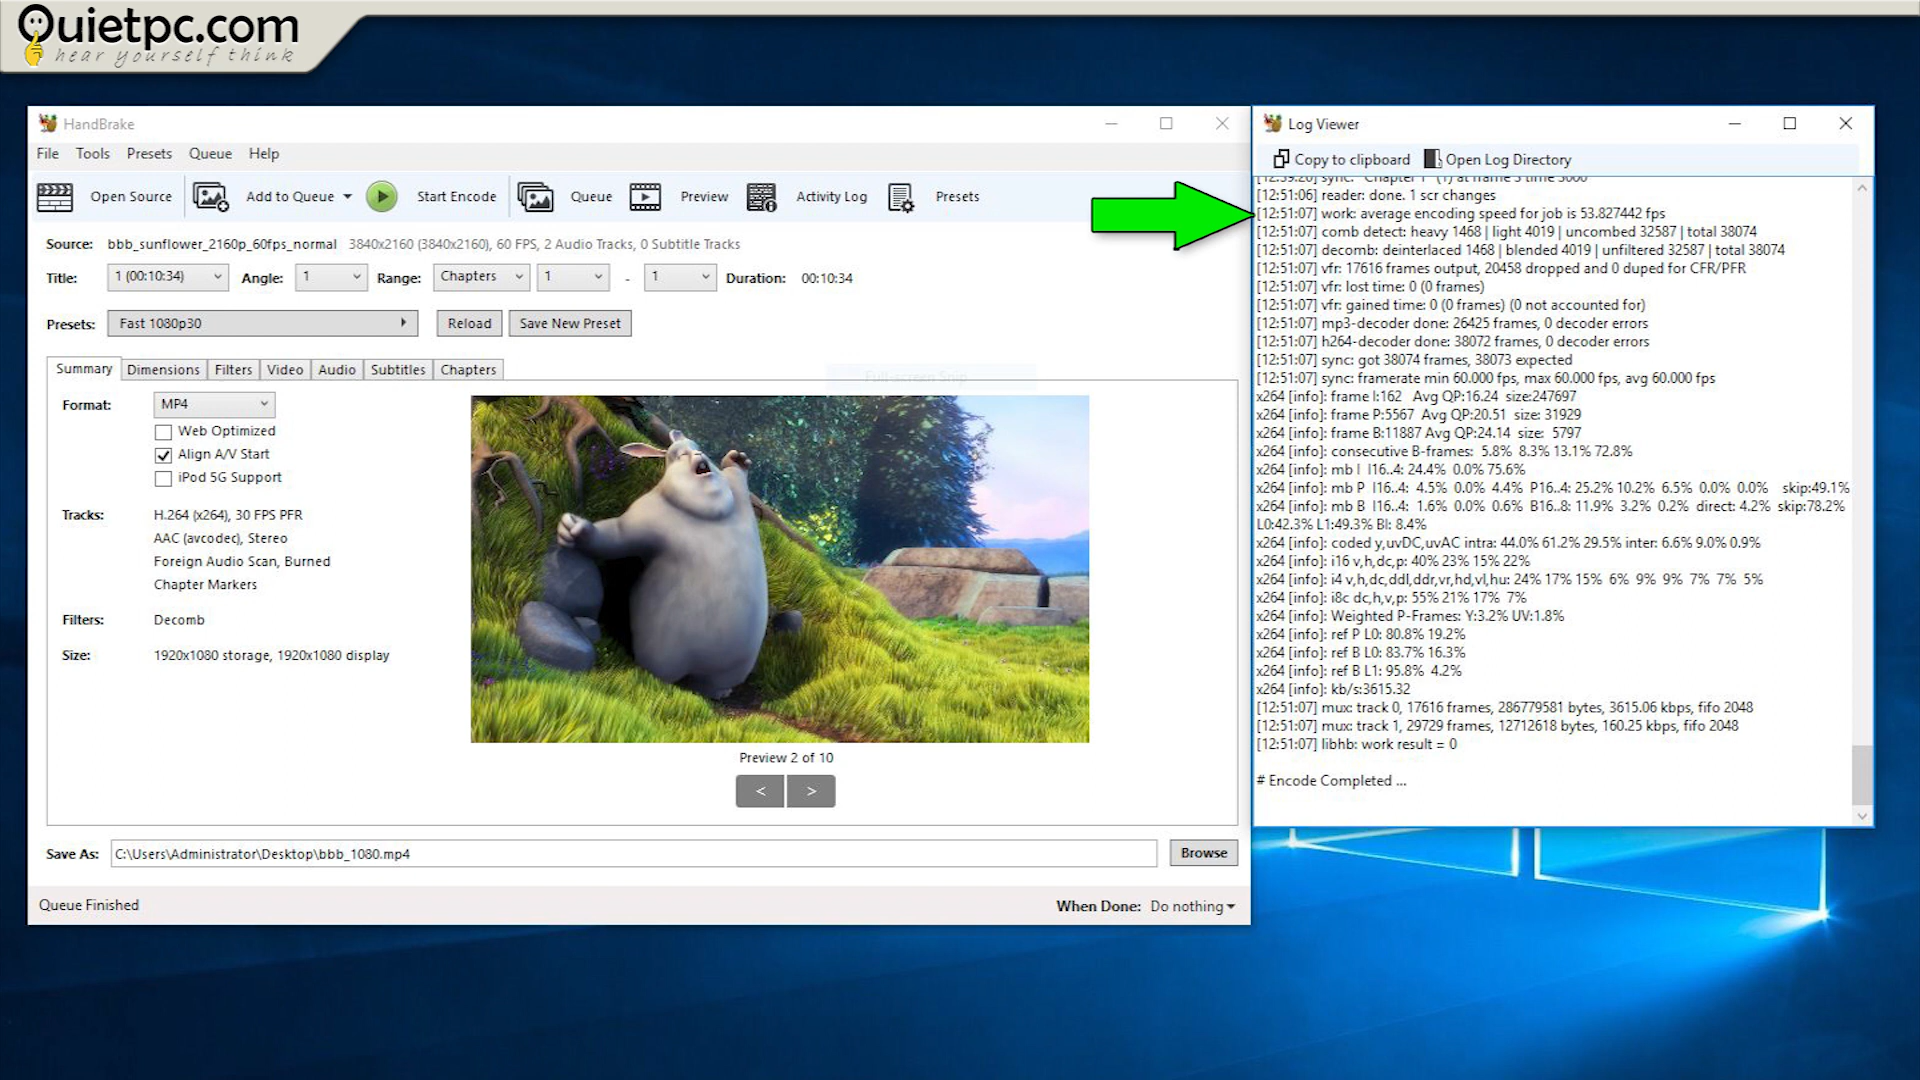 Quietpc.com
hear yourself think
HandBrake
File Tools Presets Queue Help
Open Source Add to Queue Start Encode Queue Preview Activity Log Presets
Source: bbb_sunflower_2160p_60fps_normal 3840x2160 (3840x2160), 60 FPS, 2 Audio Tracks, 0 Subtitle Tracks
Title: 1 (00:10:34) Angle: 1 Range: Chapters 1 - 1 Duration: 00:10:34
Presets: Fast 1080p30 Reload Save New Preset
Summary Dimensions Filters Video Audio Subtitles Chapters
Full-screen Snip
Format: MP4
Web Optimized
Align A/V Start
iPod 5G Support
Tracks: H.264 (x264), 30 FPS PFR
AAC (avcodec), Stereo
Foreign Audio Scan, Burned
Chapter Markers
Filters: Decomb
Size: 1920x1080 storage, 1920x1080 display
Preview 2 of 10
< >
Save As: C:\Users\Administrator\Desktop\bbb_1080.mp4 Browse
Queue Finished
When Done: Do nothing
Log Viewer
Copy to clipboard Open Log Directory
[12:39:20] sync: "Chapter 1" (1) at frame 3 time 3000
[12:51:06] reader: done. 1 scr changes
[12:51:07] work: average encoding speed for job is 53.827442 fps
[12:51:07] comb detect: heavy 1468 | light 4019 | uncombed 32587 | total 38074
[12:51:07] decomb: deinterlaced 1468 | blended 4019 | unfiltered 32587 | total 38074
[12:51:07] vfr: 17616 frames output, 20458 dropped and 0 duped for CFR/PFR
[12:51:07] vfr: lost time: 0 (0 frames)
[12:51:07] vfr: gained time: 0 (0 frames) (0 not accounted for)
[12:51:07] mp3-decoder done: 26425 frames, 0 decoder errors
[12:51:07] h264-decoder done: 38072 frames, 0 decoder errors
[12:51:07] sync: got 38074 frames, 38073 expected
[12:51:07] sync: framerate min 60.000 fps, max 60.000 fps, avg 60.000 fps
x264 [info]: frame I:162 Avg QP:16.24 size:247697
x264 [info]: frame P:5567 Avg QP:20.51 size: 31929
x264 [info]: frame B:11887 Avg QP:24.14 size: 5797
x264 [info]: consecutive B-frames: 5.8% 8.3% 13.1% 72.8%
x264 [info]: mb I I16..4: 24.4% 0.0% 75.6%
x264 [info]: mb P I16..4: 4.5% 0.0% 4.4% P16..4: 25.2% 10.2% 6.5% 0.0% 0.0% skip:49.1%
x264 [info]: mb B I16..4: 1.6% 0.0% 0.6% B16..8: 11.9% 3.2% 0.2% direct: 4.2% skip:78.2%
L0:42.3% L1:49.3% BI: 8.4%
x264 [info]: coded y,uvDC,uvAC intra: 44.0% 61.2% 29.5% inter: 6.6% 9.0% 0.9%
x264 [info]: i16 v,h,dc,p: 40% 23% 15% 22%
x264 [info]: i4 v,h,dc,ddl,ddr,vr,hd,vl,hu: 24% 17% 15% 6% 9% 9% 7% 7% 5%
x264 [info]: i8c dc,h,v,p: 55% 21% 17% 7%
x264 [info]: Weighted P-Frames: Y:3.2% UV:1.8%
x264 [info]: ref P L0: 80.8% 19.2%
x264 [info]: ref B L0: 83.7% 16.3%
x264 [info]: ref B L1: 95.8% 4.2%
x264 [info]: kb/s:3615.32
[12:51:07] mux: track 0, 17616 frames, 286779581 bytes, 3615.06 kbps, fifo 2048
[12:51:07] mux: track 1, 29729 frames, 12712618 bytes, 160.25 kbps, fifo 2048
[12:51:07] libhb: work result = 0
# Encode Completed ...